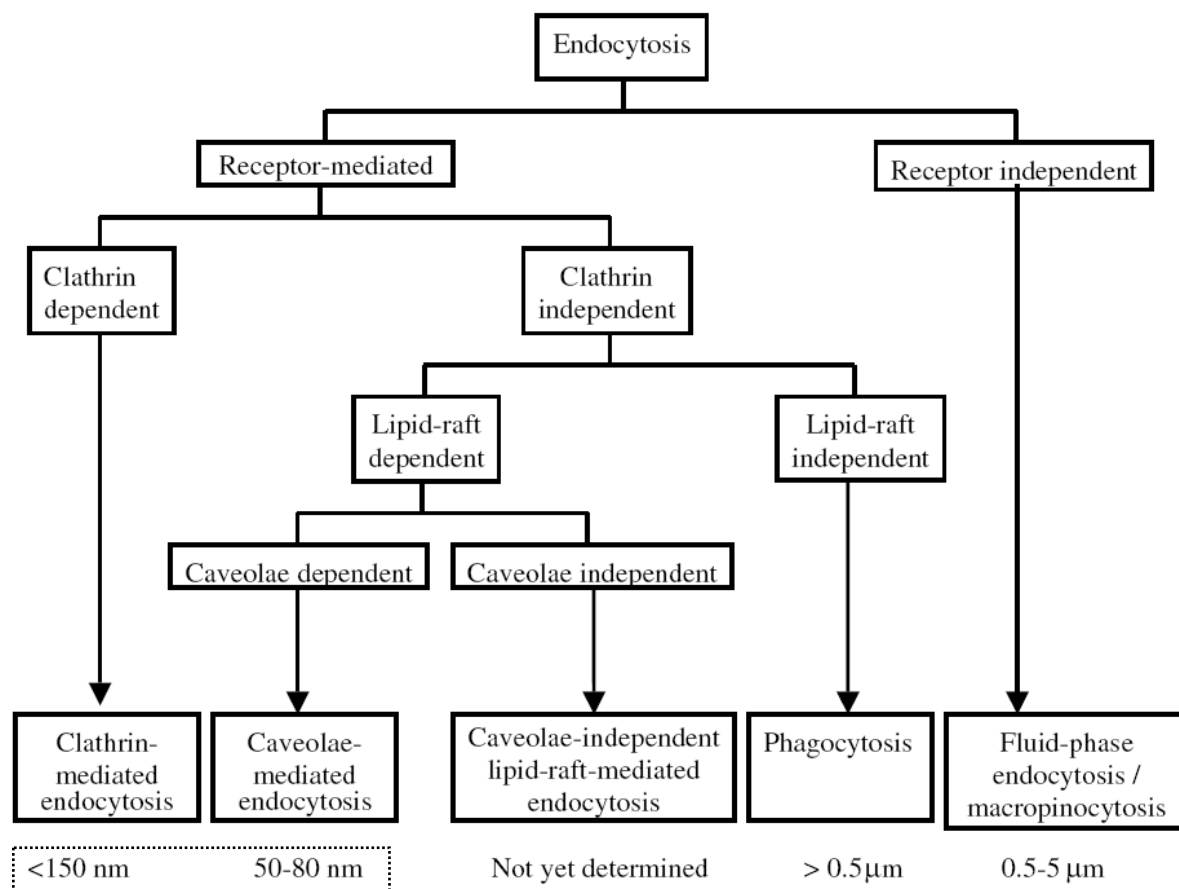 Endocytosis
Receptor-mediated
Receptor independent
Clathrin
dependent
Clathrin
independent
Lipid-raft
dependent
Lipid-raft
independent
Caveolae dependent
Caveolae independent
Clathrin-
mediated
endocytosis
Caveolae-
mediated
endocytosis
Caveolae-independent
lipid-raft-mediated
endocytosis
Phagocytosis
Fluid-phase
endocytosis /
macropinocytosis
<150 nm
50-80 nm
Not yet determined
> 0.5μm
0.5-5 μm